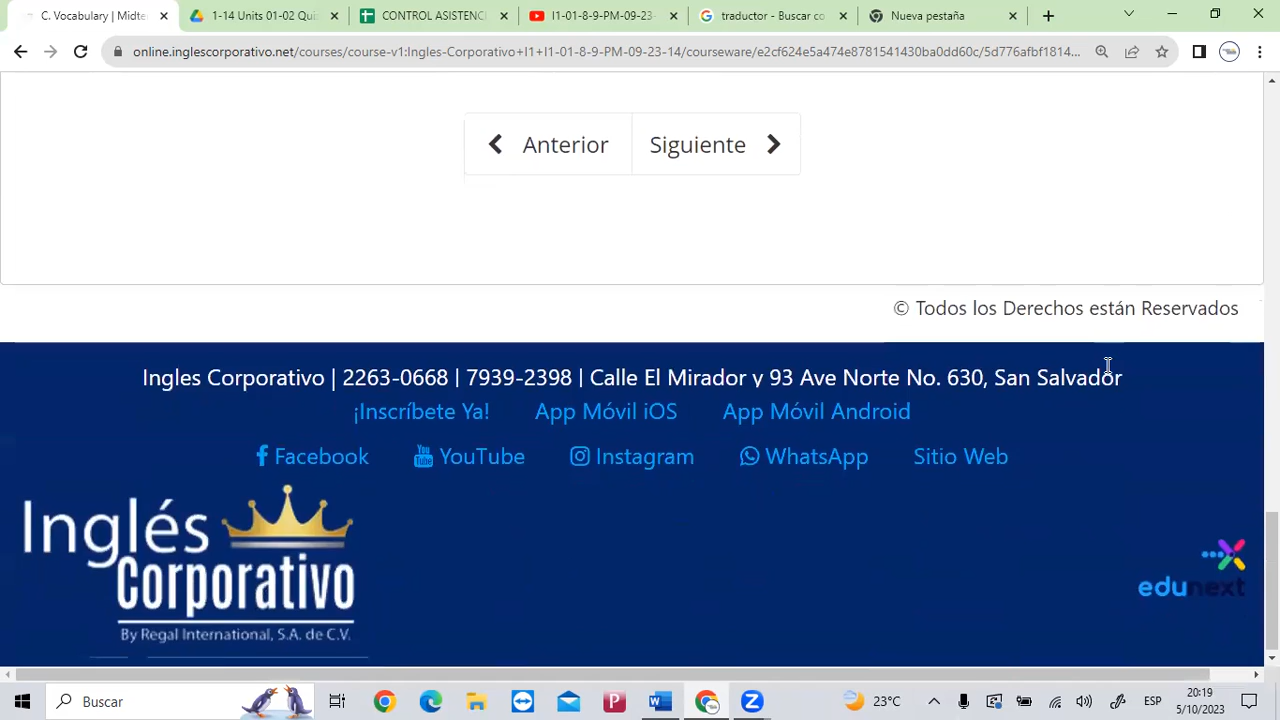 C. Vocabulary | Midte
1-14 Units 01-02 Qui
CONTROL ASISTENC
I1-01-8-9-PM-09-23-
traductor - Buscar co
Nueva pestaña
online.inglescorporativo.net/courses/course-v1:Ingles-Corporativo+I1+I1-01-8-9-PM-09-23-14/courseware/e2cf624e5a474e8781541430ba0dd60c/5d776afbf1814...
Anterior
Siguiente
© Todos los Derechos están Reservados
Ingles Corporativo | 2263-0668 | 7939-2398 | Calle El Mirador y 93 Ave Norte No. 630, San Salvador
¡Inscríbete Ya! App Móvil iOS App Móvil Android
Facebook YouTube Instagram WhatsApp Sitio Web
Inglés
Corporativo
By Regal International, S.A. de C.V.
edunext
Buscar
23°C
ESP
20:19
5/10/2023